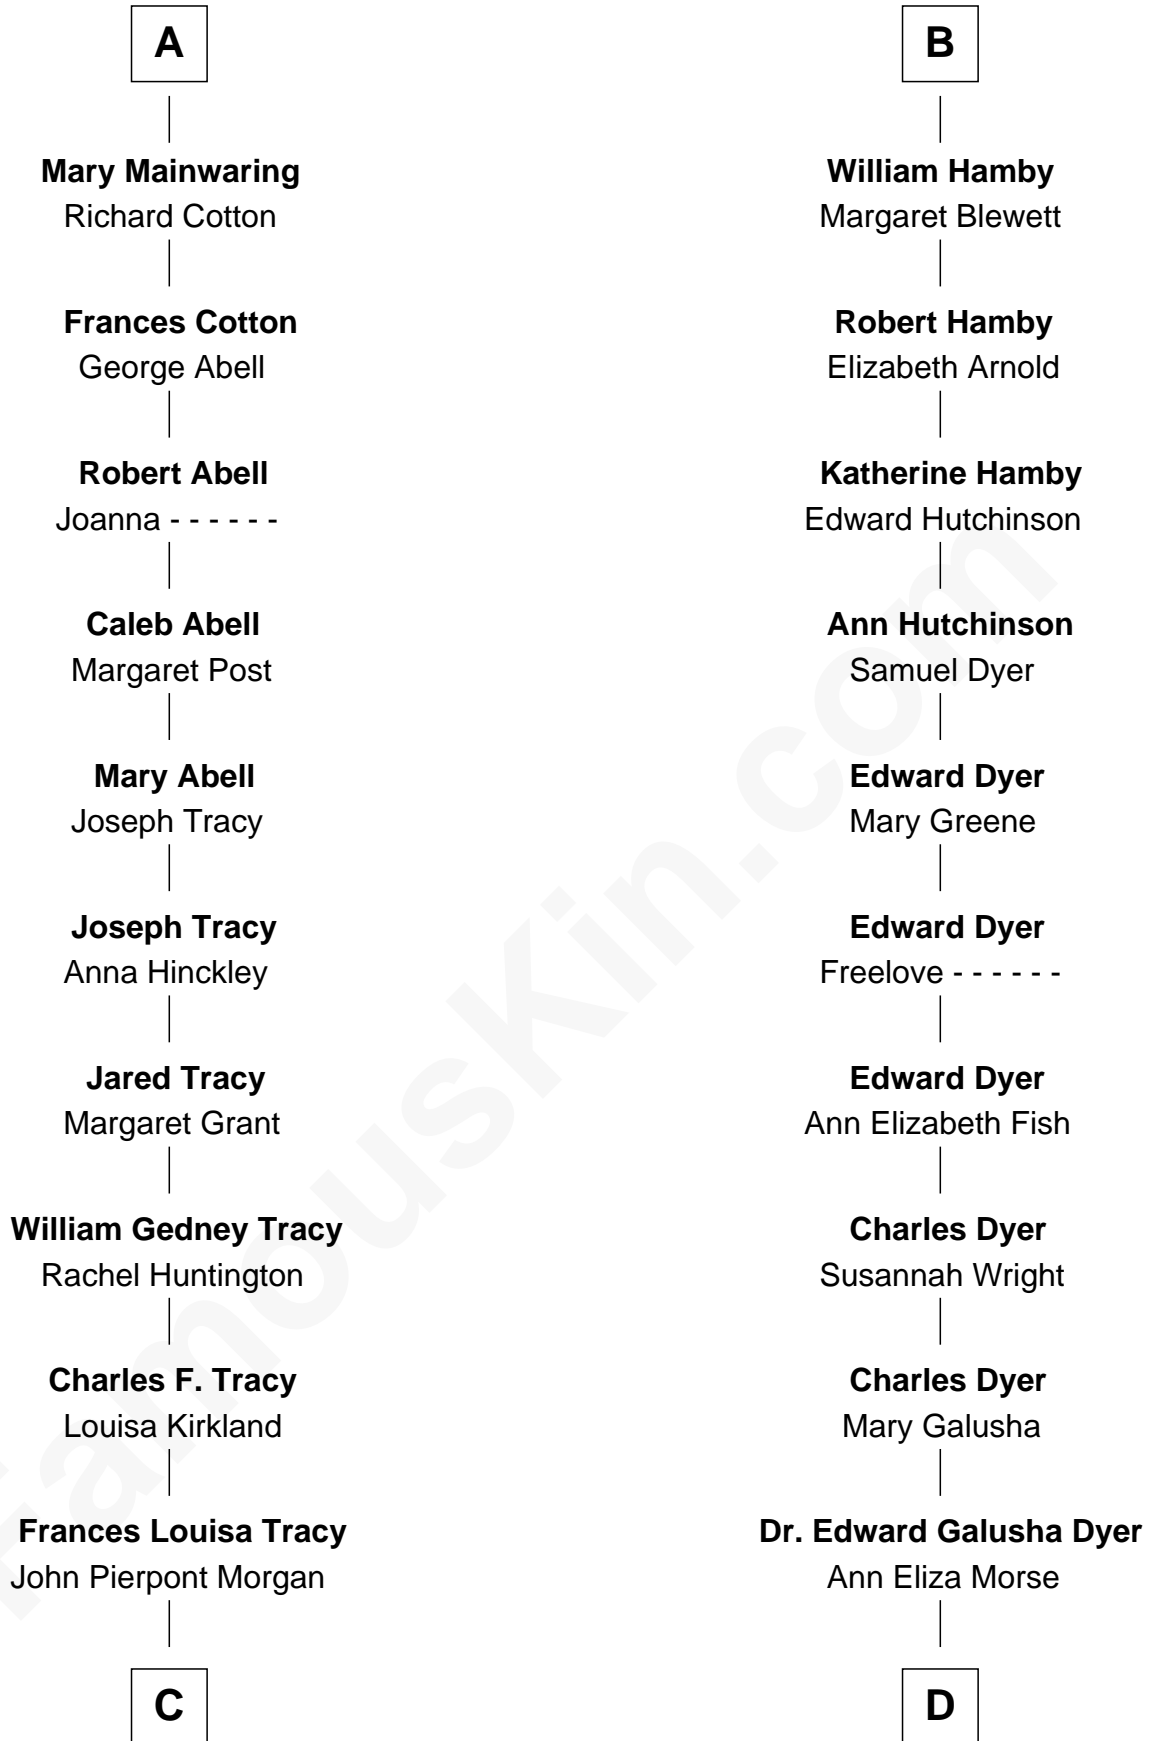 A
Mary Mainwaring
Richard Cotton
Frances Cotton
George Abell
Robert Abell
Joanna - - - - - -
Caleb Abell
Margaret Post
Mary Abell
Joseph Tracy
Joseph Tracy
Anna Hinckley
Jared Tracy
Margaret Grant
William Gedney Tracy
Rachel Huntington
Charles F. Tracy
Louisa Kirkland
Frances Louisa Tracy
John Pierpont Morgan
C
B
William Hamby
Margaret Blewett
Robert Hamby
Elizabeth Arnold
Katherine Hamby
Edward Hutchinson
Ann Hutchinson
Samuel Dyer
Edward Dyer
Mary Greene
Edward Dyer
Freelove - - - - - -
Edward Dyer
Ann Elizabeth Fish
Charles Dyer
Susannah Wright
Charles Dyer
Mary Galusha
Dr. Edward Galusha Dyer
Ann Eliza Morse
D
FamousKin.com